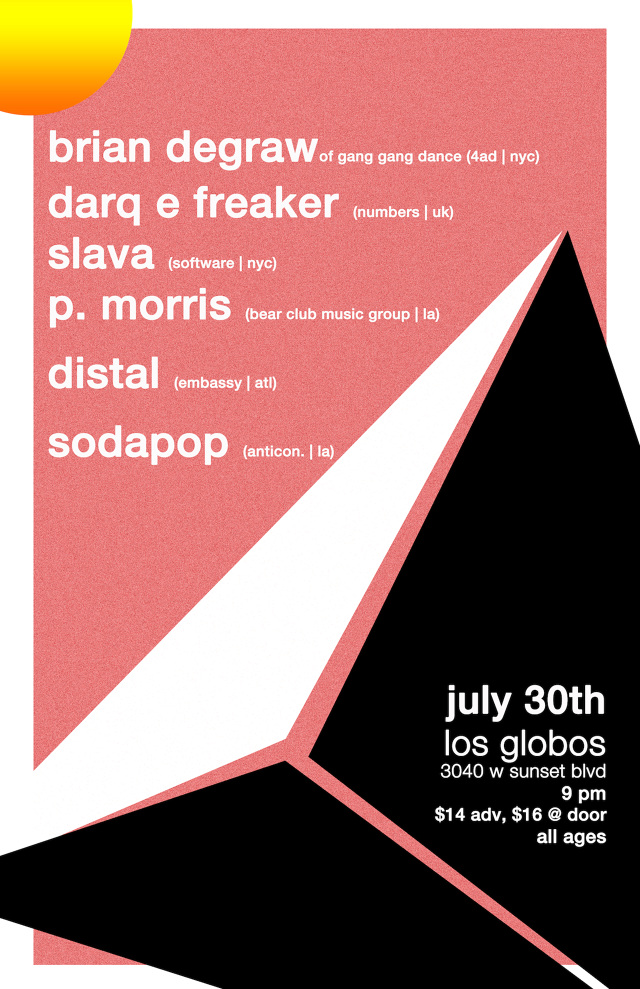 brian degraw of gang gang dance (4ad | nyc)
darq e freaker (numbers | uk)
slava (software | nyc)
p. morris (bear club music group | la)
distal (embassy | atl)
sodapop (anticon. | la)
july 30th
los globos
3040 w sunset blvd
9 pm
$14 adv, $16 @ door
all ages